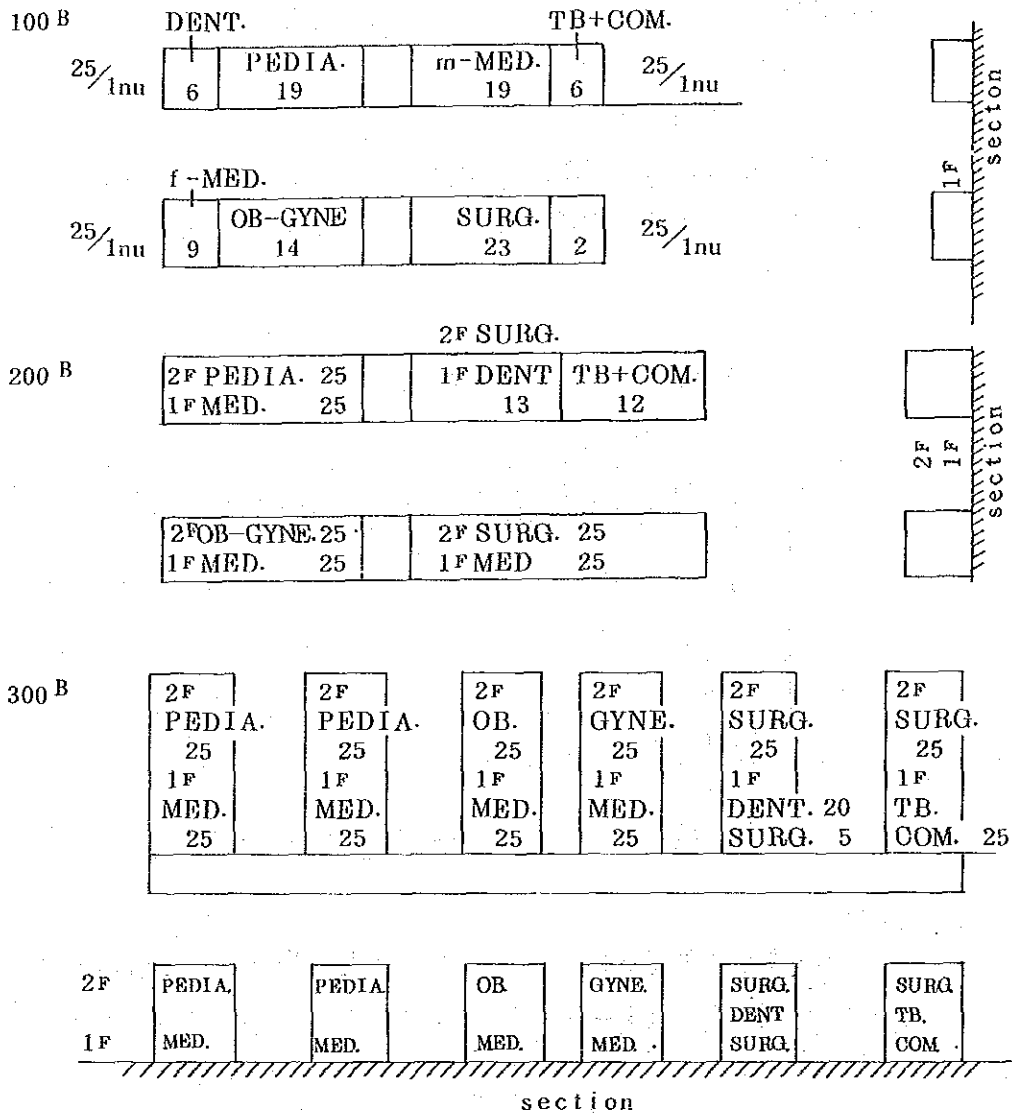 100 B
DENT. TB+COM.
25/1nu PEDIA. m-MED. 25/1nu
6 19 19 6
f-MED.
25/1nu OB-GYNE SURG. 25/1nu
9 14 23 2
1F
secton
200 B
2F SURG.
2F PEDIA. 25 1F DENT TB+COM.
1F MED. 25 13 12
2F OB-GYNE. 25 2F SURG. 25
1F MED. 25 1F MED 25
2F
1F
section
300 B
2F 2F 2F 2F 2F 2F
PEDIA. PEDIA. OB. GYNE. SURG. SURG.
25 25 25 25 25 25
1F 1F 1F 1F 1F 1F
MED. MED. MED. MED. DENT. 20 TB.
25 25 25 25 SURG. 5 COM. 25
2F PEDIA. PEDIA. OB. GYNE. SURG. SURG.
DENT TB.
1F MED. MED. MED. MED. SURG. COM.
section